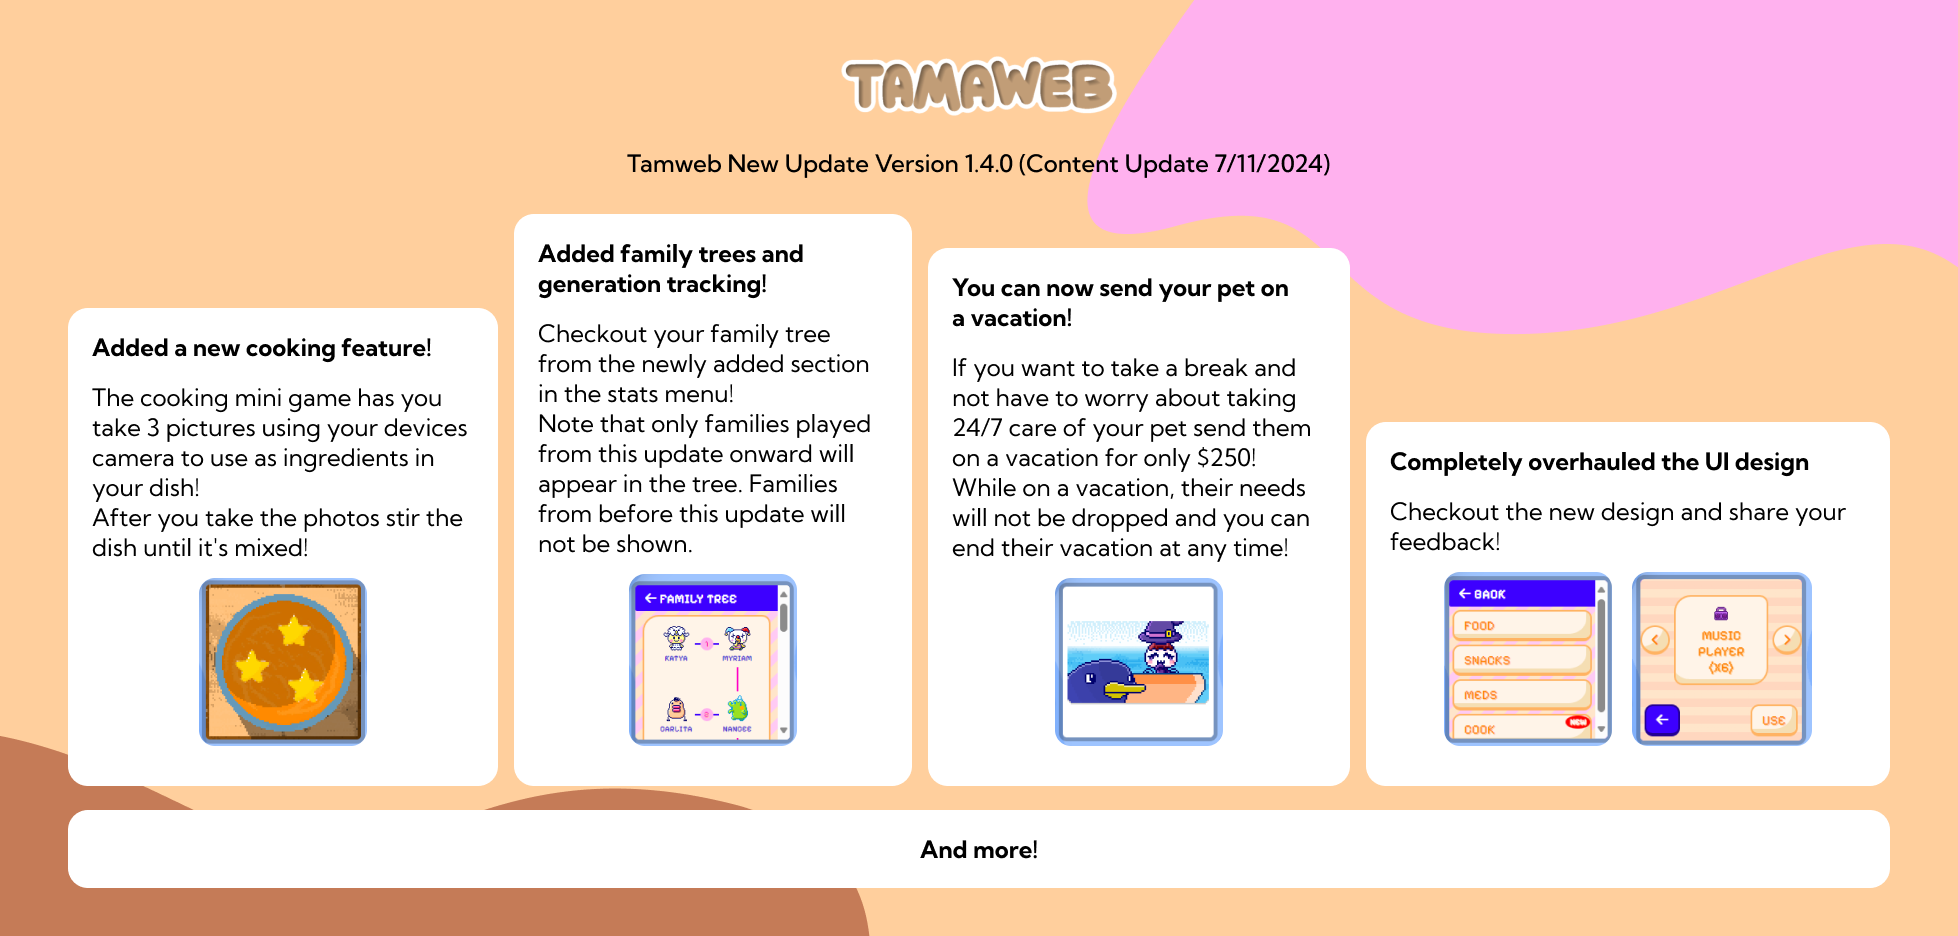 TAMAWEB
Tamweb New Update Version 1.4.0 (Content Update 7/11/2024)
Added a new cooking feature!
The cooking mini game has you
take 3 pictures using your devices
camera to use as ingredients in
your dish!
After you take the photos stir the
dish until it's mixed!
Added family trees and
generation tracking!
Checkout your family tree
from the newly added section
in the stats menu!
Note that only families played
from this update onward will
appear in the tree. Families
from before this update will
not be shown.
← FAMILY TREE
KATYA
1
MYRIAM
CARLITA
2
NANDEE
You can now send your pet on
a vacation!
If you want to take a break and
not have to worry about taking
24/7 care of your pet send them
on a vacation for only $250!
While on a vacation, their needs
will not be dropped and you can
end their vacation at any time!
Completely overhauled the UI design
Checkout the new design and share your
feedback!
← BACK
FOOD
SNACKS
MEDS
COOK
NEW
MUSIC
PLAYER
(X6)
USE
And more!